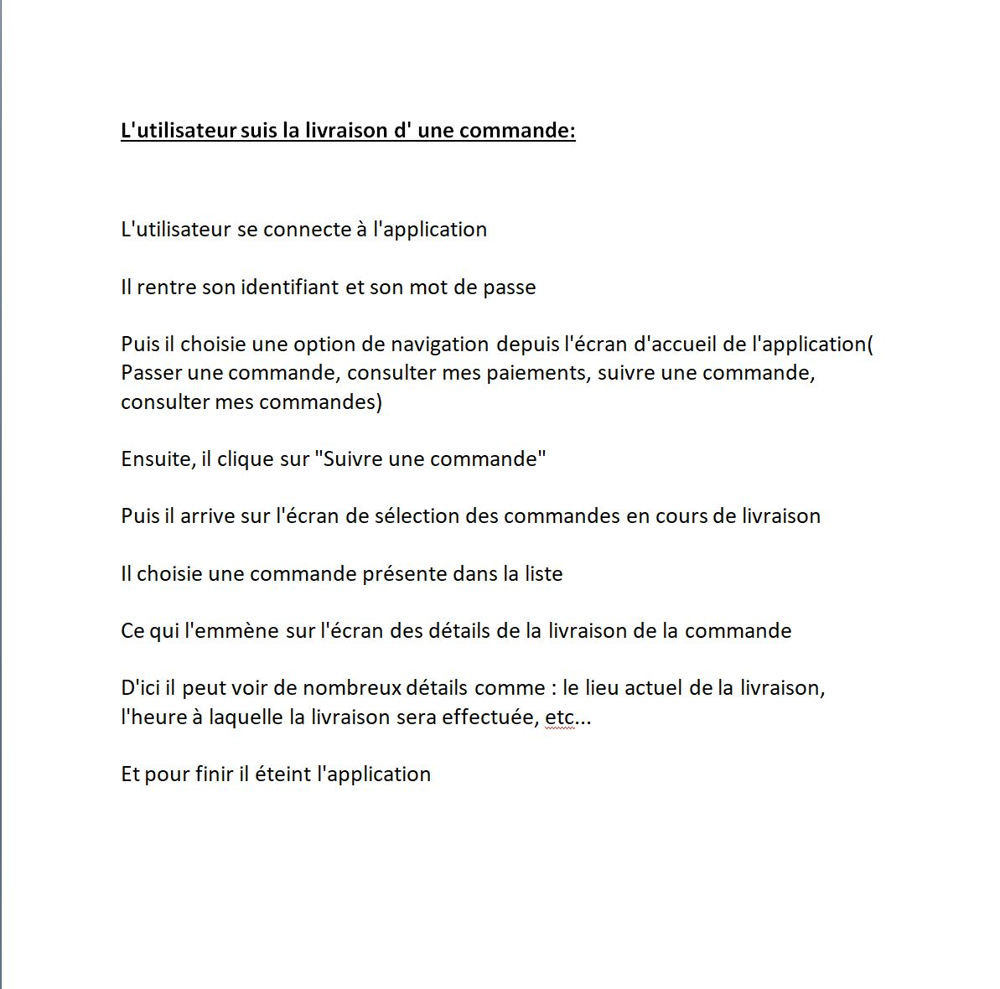 L'utilisateur suis la livraison d' une commande:
L'utilisateur se connecte à l'application
Il rentre son identifiant et son mot de passe
Puis il choisie une option de navigation depuis l'écran d'accueil de l'application(
Passer une commande, consulter mes paiements, suivre une commande,
consulter mes commandes)
Ensuite, il clique sur "Suivre une commande"
Puis il arrive sur l'écran de sélection des commandes en cours de livraison
Il choisie une commande présente dans la liste
Ce qui l'emmène sur l'écran des détails de la livraison de la commande
D'ici il peut voir de nombreux détails comme : le lieu actuel de la livraison,
l'heure à laquelle la livraison sera effectuée, etc...
Et pour finir il éteint l'application